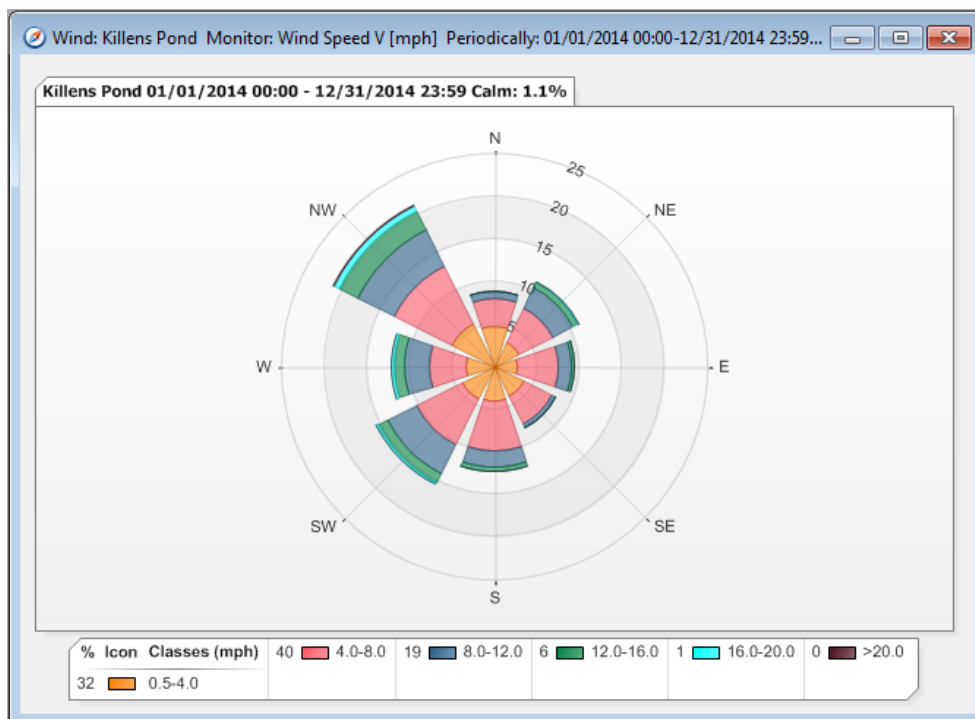 Wind: Killens Pond Monitor: Wind Speed V [mph] Periodically: 01/01/2014 00:00-12/31/2014 23:59...
Killens Pond 01/01/2014 00:00 - 12/31/2014 23:59 Calm: 1.1%
N
25
20
NW
NE
15
10
5
W
E
SW
SE
S
% Icon Classes (mph) 40 4.0-8.0 19 8.0-12.0 6 12.0-16.0 1 16.0-20.0 0 >20.0
32 0.5-4.0